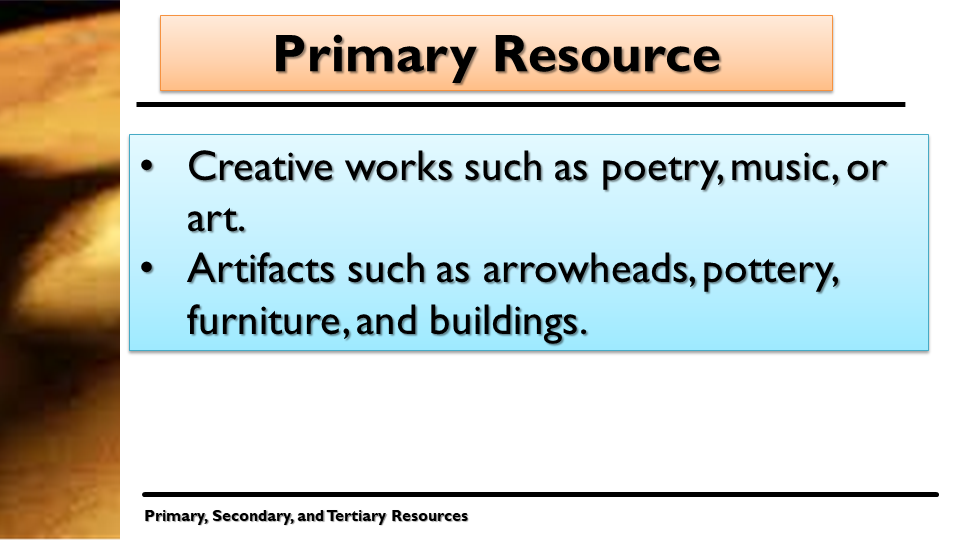 Primary Resource
• Creative works such as poetry, music, or
art.
• Artifacts such as arrowheads, pottery,
furniture, and buildings.
Primary, Secondary, and Tertiary Resources